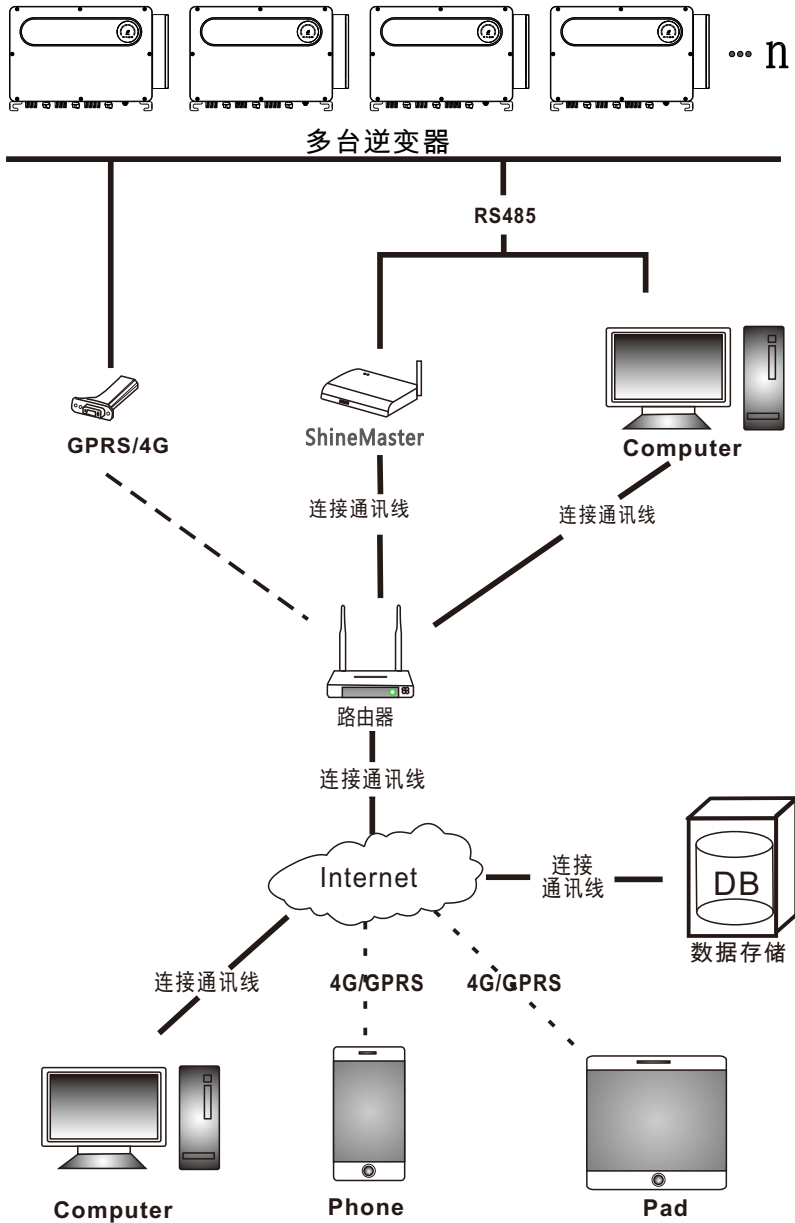 n
多台逆变器
RS485
GPRS/4G
ShineMaster
Computer
连接通讯线
连接通讯线
路由器
连接通讯线
Internet
连接
通讯线
DB
数据存储
连接通讯线
4G/GPRS
4G/GPRS
Computer
Phone
Pad